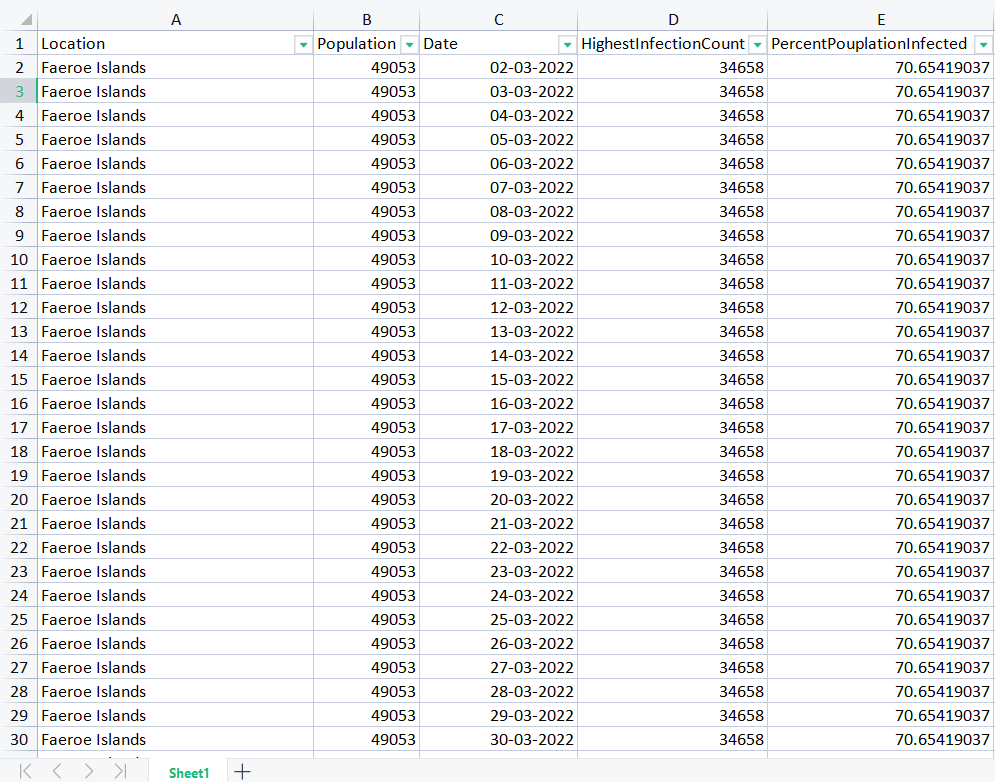 A B C D E
1 Location Population Date HighestInfectionCount PercentPouplationInfected
2 Faeroe Islands 49053 02-03-2022 34658 70.65419037
3 Faeroe Islands 49053 03-03-2022 34658 70.65419037
4 Faeroe Islands 49053 04-03-2022 34658 70.65419037
5 Faeroe Islands 49053 05-03-2022 34658 70.65419037
6 Faeroe Islands 49053 06-03-2022 34658 70.65419037
7 Faeroe Islands 49053 07-03-2022 34658 70.65419037
8 Faeroe Islands 49053 08-03-2022 34658 70.65419037
9 Faeroe Islands 49053 09-03-2022 34658 70.65419037
10 Faeroe Islands 49053 10-03-2022 34658 70.65419037
11 Faeroe Islands 49053 11-03-2022 34658 70.65419037
12 Faeroe Islands 49053 12-03-2022 34658 70.65419037
13 Faeroe Islands 49053 13-03-2022 34658 70.65419037
14 Faeroe Islands 49053 14-03-2022 34658 70.65419037
15 Faeroe Islands 49053 15-03-2022 34658 70.65419037
16 Faeroe Islands 49053 16-03-2022 34658 70.65419037
17 Faeroe Islands 49053 17-03-2022 34658 70.65419037
18 Faeroe Islands 49053 18-03-2022 34658 70.65419037
19 Faeroe Islands 49053 19-03-2022 34658 70.65419037
20 Faeroe Islands 49053 20-03-2022 34658 70.65419037
21 Faeroe Islands 49053 21-03-2022 34658 70.65419037
22 Faeroe Islands 49053 22-03-2022 34658 70.65419037
23 Faeroe Islands 49053 23-03-2022 34658 70.65419037
24 Faeroe Islands 49053 24-03-2022 34658 70.65419037
25 Faeroe Islands 49053 25-03-2022 34658 70.65419037
26 Faeroe Islands 49053 26-03-2022 34658 70.65419037
27 Faeroe Islands 49053 27-03-2022 34658 70.65419037
28 Faeroe Islands 49053 28-03-2022 34658 70.65419037
29 Faeroe Islands 49053 29-03-2022 34658 70.65419037
30 Faeroe Islands 49053 30-03-2022 34658 70.65419037
Sheet1